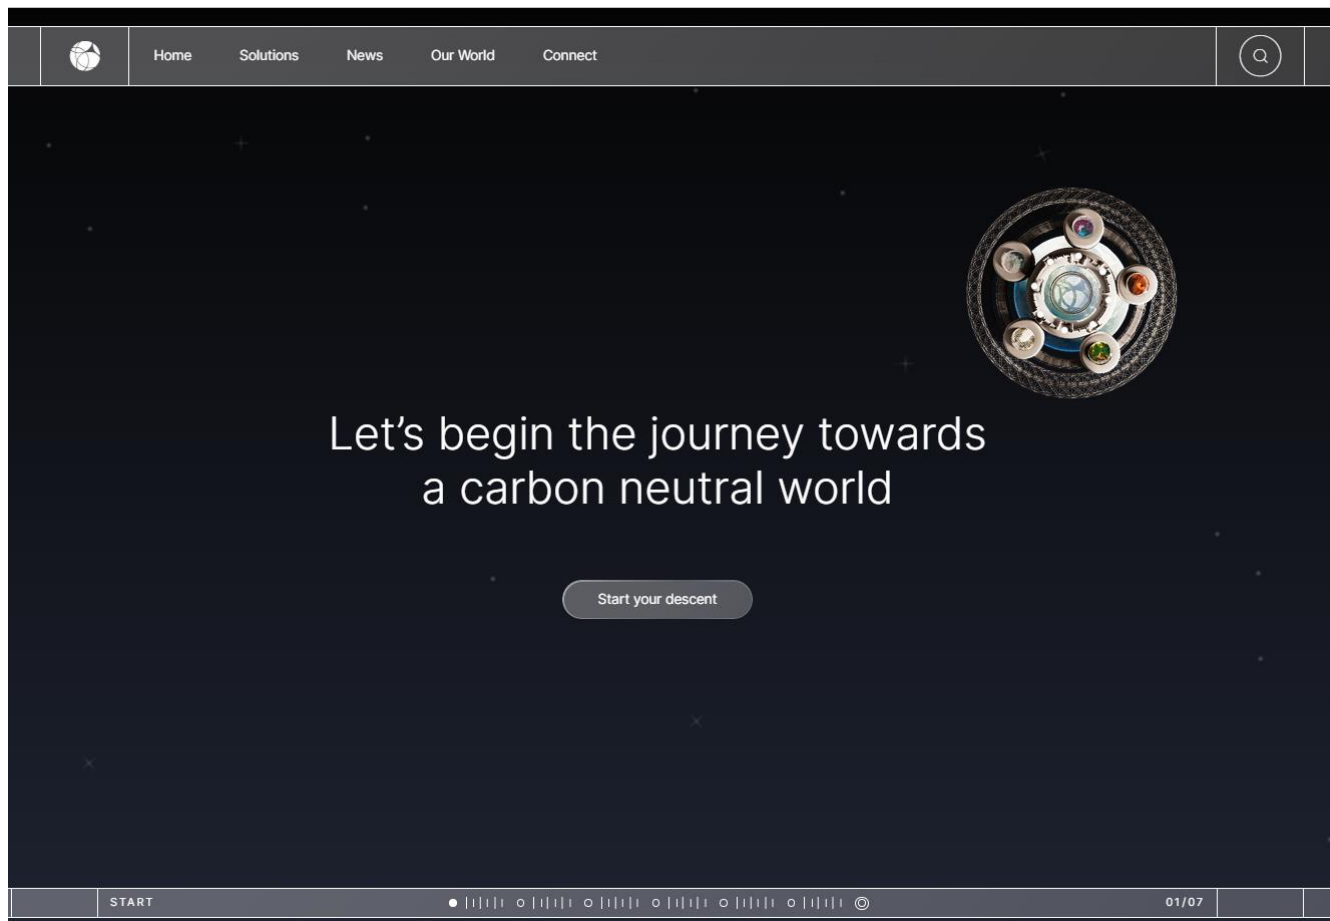 Home
Solutions
News
Our World
Connect
Let’s begin the journey towards
a carbon neutral world
Start your descent
START
01/07